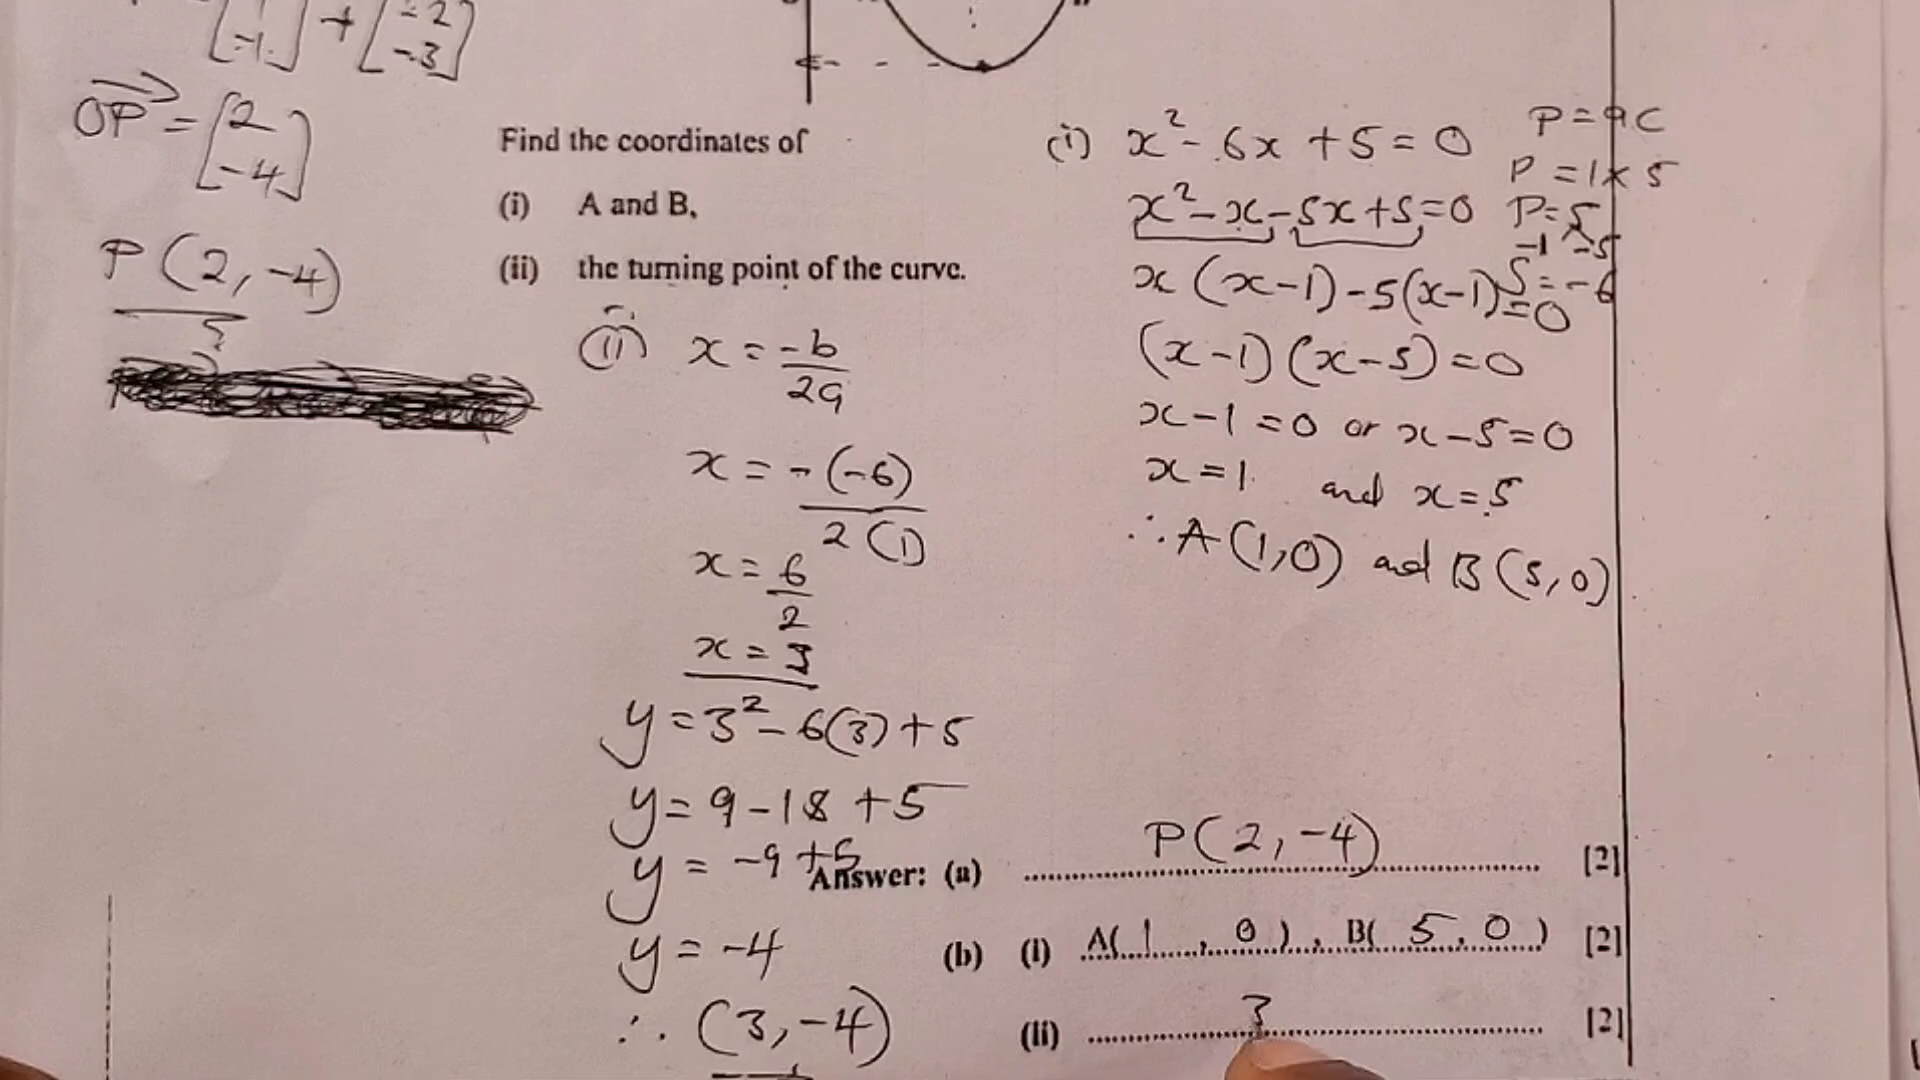 -1 + -2
-3
OP = 2
-4
P(2, -4)
Find the coordinates of
(i) A and B,
(ii) the turning point of the curve.
(i) x² - 6x + 5 = 0
x² - x - 5x + 5 = 0
x(x-1) - 5(x-1) = 0
(x-1)(x-5) = 0
x-1 = 0 or x-5 = 0
x = 1 and x = 5
∴ A(1,0) and B(5,0)
P = ac
P = 1 x 5
P = 5
-1 -5
S = -6
(ii) x = -b/2a
x = -(-6)/2(1)
x = 6/2
x = 3
y = 3² - 6(3) + 5
y = 9 - 18 + 5
y = -9 + 5
y = -4
∴ (3, -4)
Answer: (a) P(2, -4) [2]
(b) (i) A( 1 , 0 ), B( 5, 0 ) [2]
(ii) 3 [2]